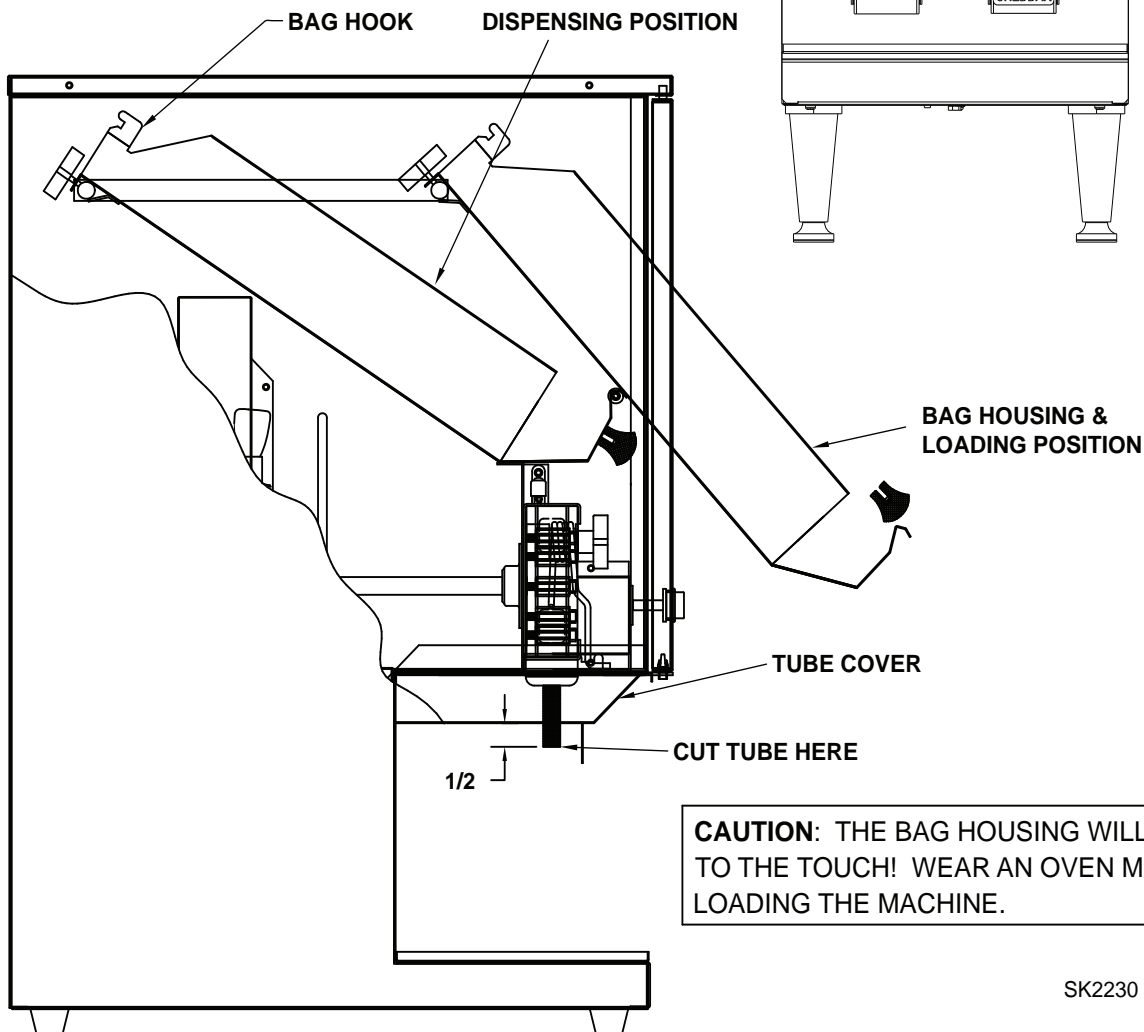 BAG HOOK
DISPENSING POSITION
BAG HOUSING &
LOADING POSITION
TUBE COVER
CUT TUBE HERE
1/2
CAUTION: THE BAG HOUSING WILL
TO THE TOUCH! WEAR AN OVEN M
LOADING THE MACHINE.
SK2230